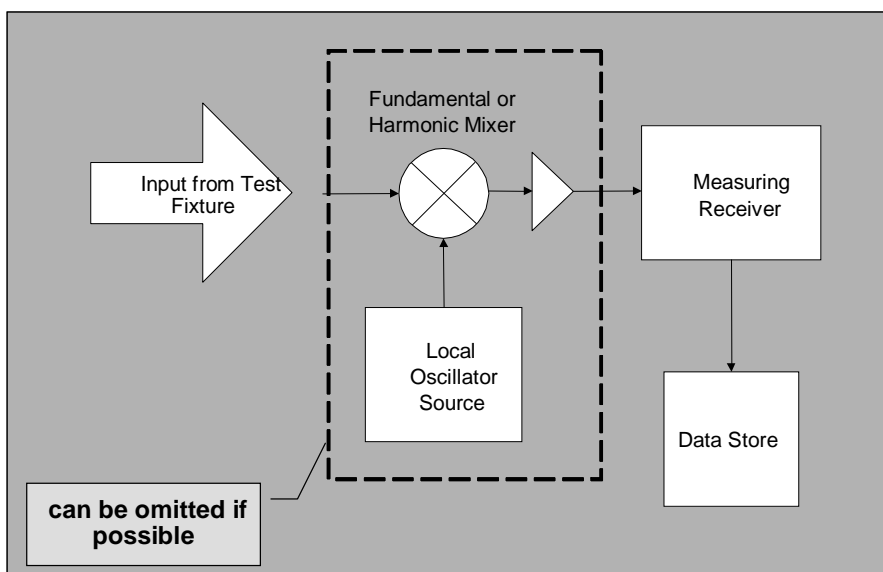 Fundamental or
Harmonic Mixer
Input from Test
Fixture
Measuring
Receiver
Local
Oscillator
Source
Data Store
can be omitted if
possible